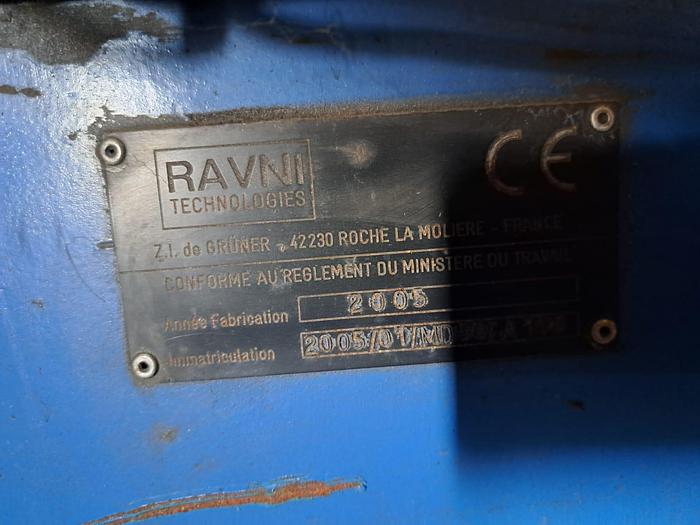 RAVNI
TECHNOLOGIES
CE
Z.I. de GRÜNER - 42230 ROCHE LA MOLIERE - FRANCE
CONFORME AU REGLEMENT DU MINISTERE DU TRAVAIL
Année Fabrication 2005
Immatriculation